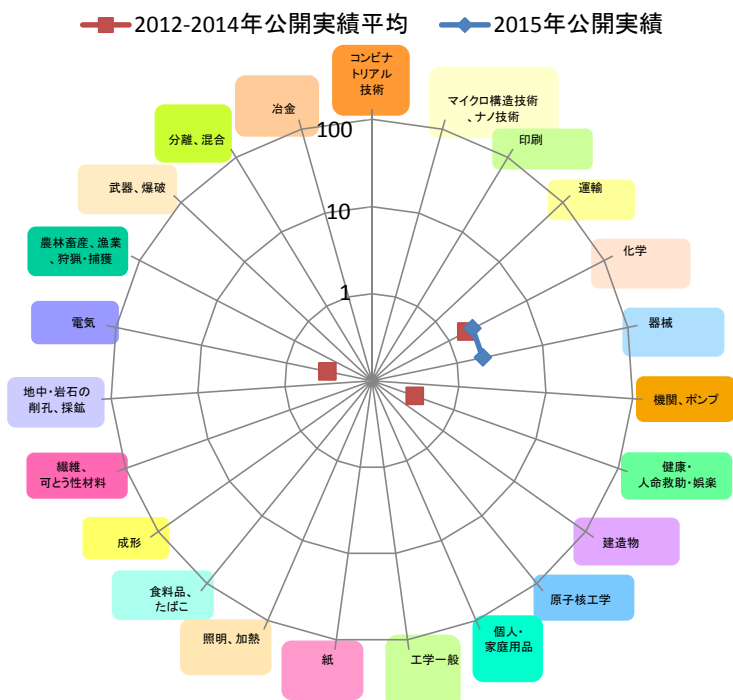 2012-2014年公開実績平均
2015年公開実績
コンビナ
トリアル
技術
マイクロ構造技術
、ナノ技術
印刷
運輸
化学
器械
機関、ポンプ
健康・
人命救助・娯楽
建造物
原子核工学
個人・
家庭用品
工学一般
紙
照明、加熱
食料品、
たばこ
成形
繊維、
可とう性材料
地中・岩石の
削孔、採鉱
電気
農林畜産、漁業
、狩猟・捕獲
武器、爆破
分離、混合
冶金
100
10
1